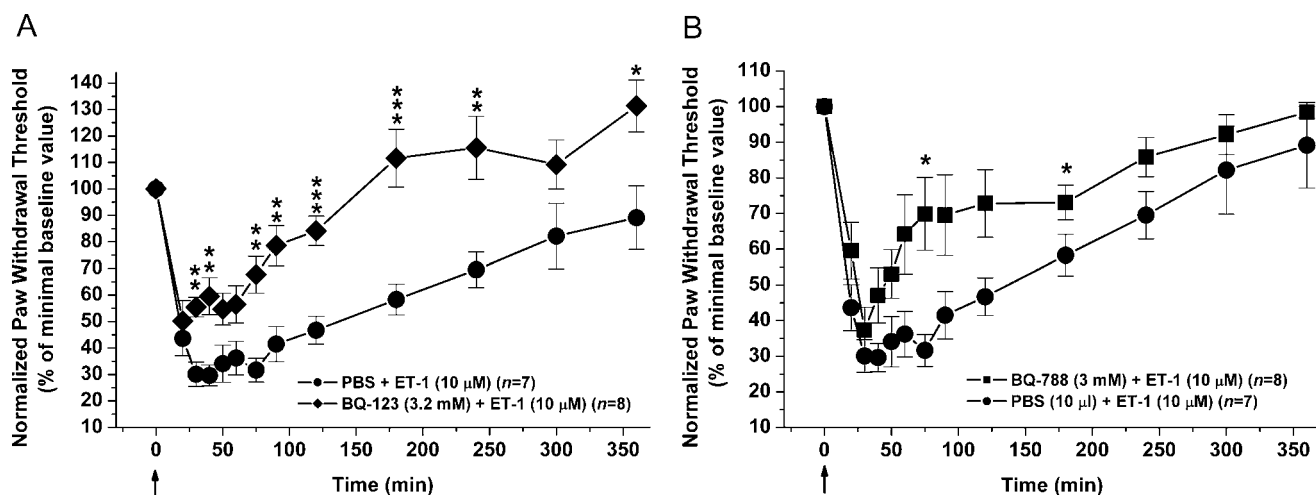 A
Normalized Paw Withdrawal Threshold
(% of minimal baseline value)
140
130
120
110
100
90
80
70
60
50
40
30
20
10
**
**
**
**
***
***
**
*
PBS + ET-1 (10 µM) (n=7)
BQ-123 (3.2 mM) + ET-1 (10 µM) (n=8)
0 50 100 150 200 250 300 350
Time (min)
B
Normalized Paw Withdrawal Threshold
(% of minimal baseline value)
110
100
90
80
70
60
50
40
30
20
10
*
*
BQ-788 (3 mM) + ET-1 (10 µM) (n=8)
PBS (10 µl) + ET-1 (10 µM) (n=7)
0 50 100 150 200 250 300 350
Time (min)